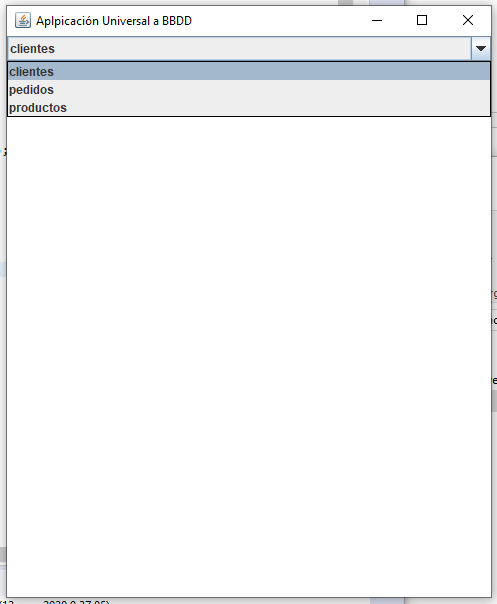 Aplpicación Universal a BBDD
clientes
clientes
pedidos
productos